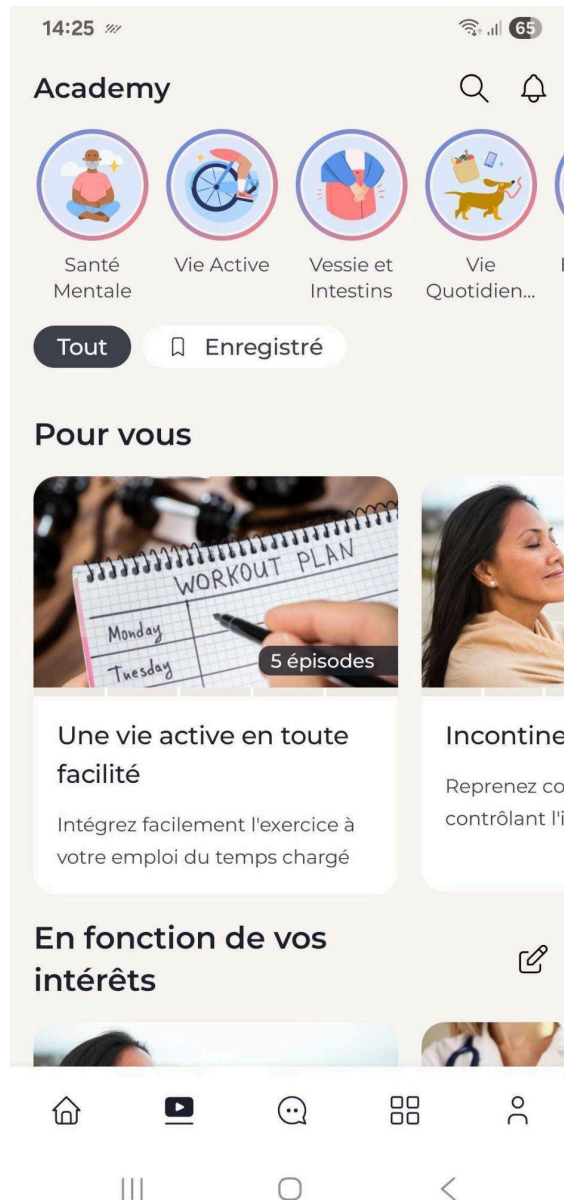 14:25
65
Academy
Santé
Mentale
Vie Active
Vessie et
Intestins
Vie
Quotidien...
Tout
Enregistré
Pour vous
WORKOUT PLAN
Monday
Tuesday
5 épisodes
Une vie active en toute
facilité
Intégrez facilement l'exercice à
votre emploi du temps chargé
Incontine
Reprenez co
contrôlant l'i
En fonction de vos
intérêts